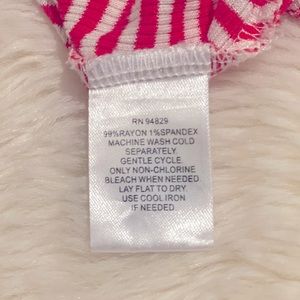 RN 94829
99%RAYON 1%SPANDEX
MACHINE WASH COLD
SEPARATELY.
GENTLE CYCLE.
ONLY NON-CHLORINE
BLEACH WHEN NEEDED
LAY FLAT TO DRY.
USE COOL IRON
IF NEEDED